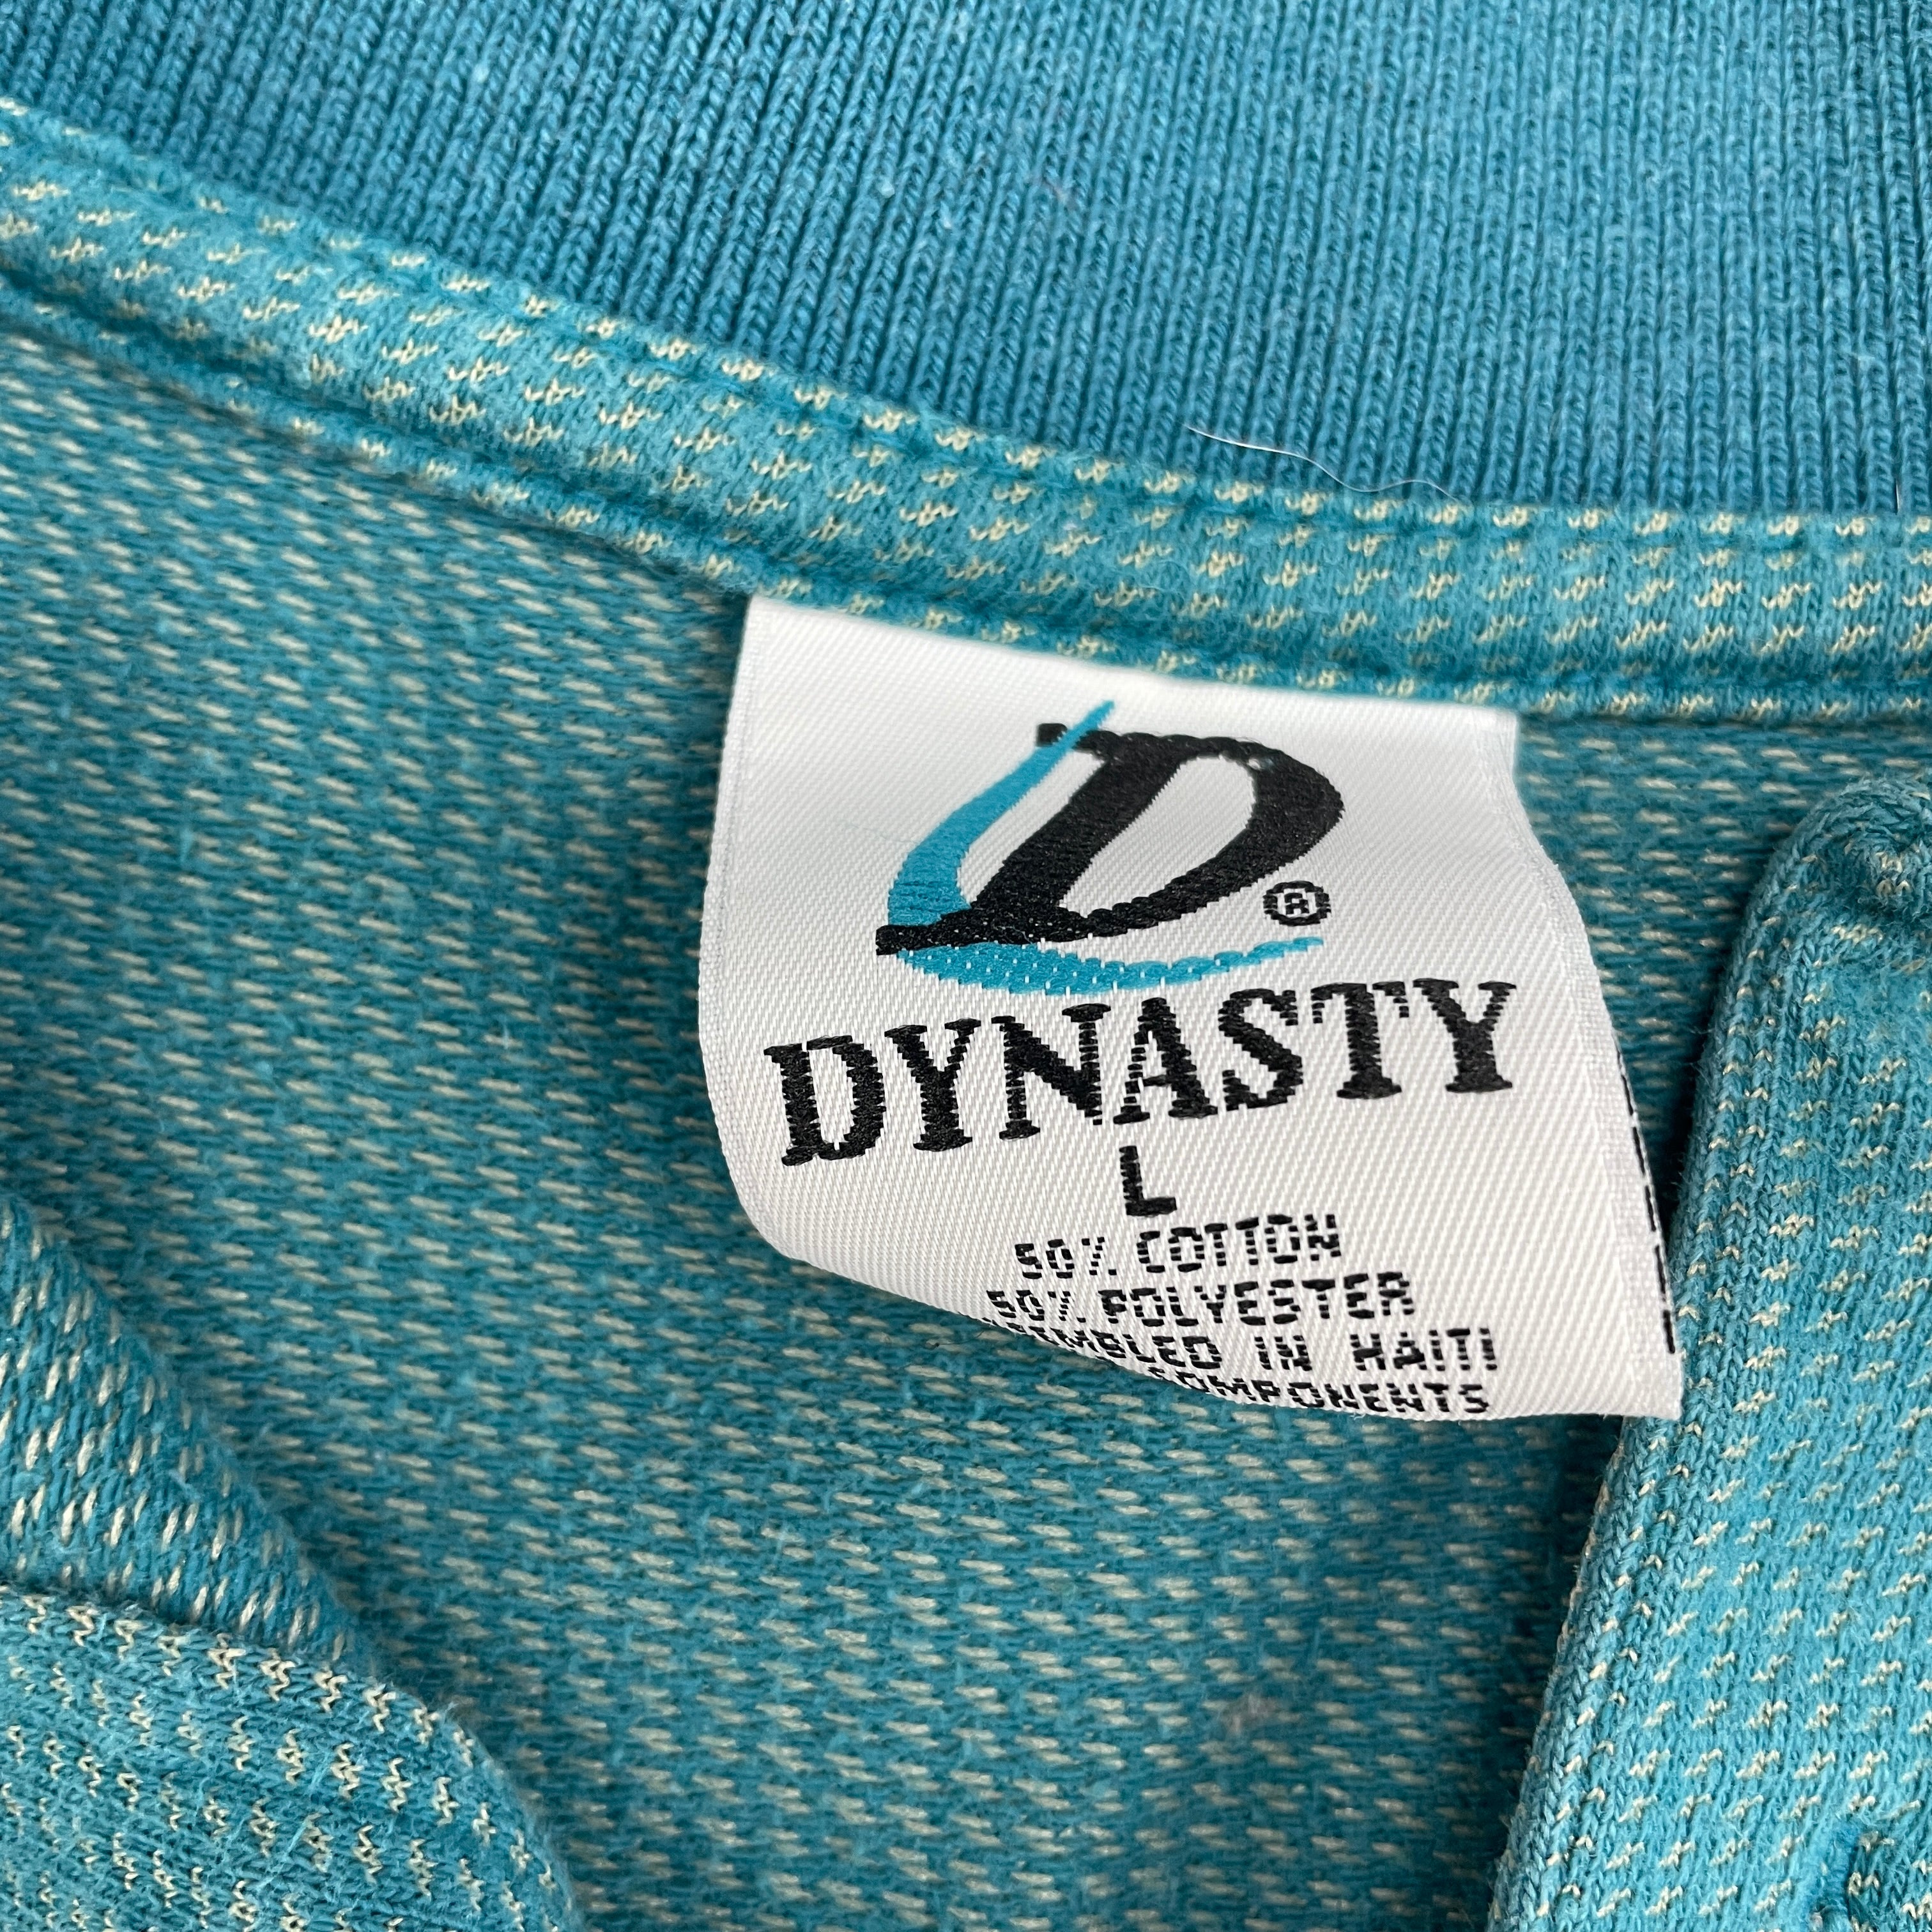 D®
DYNASTY
L
50% COTTON
50% POLYESTER
ASSEMBLED IN HAITI
COMPONENTS